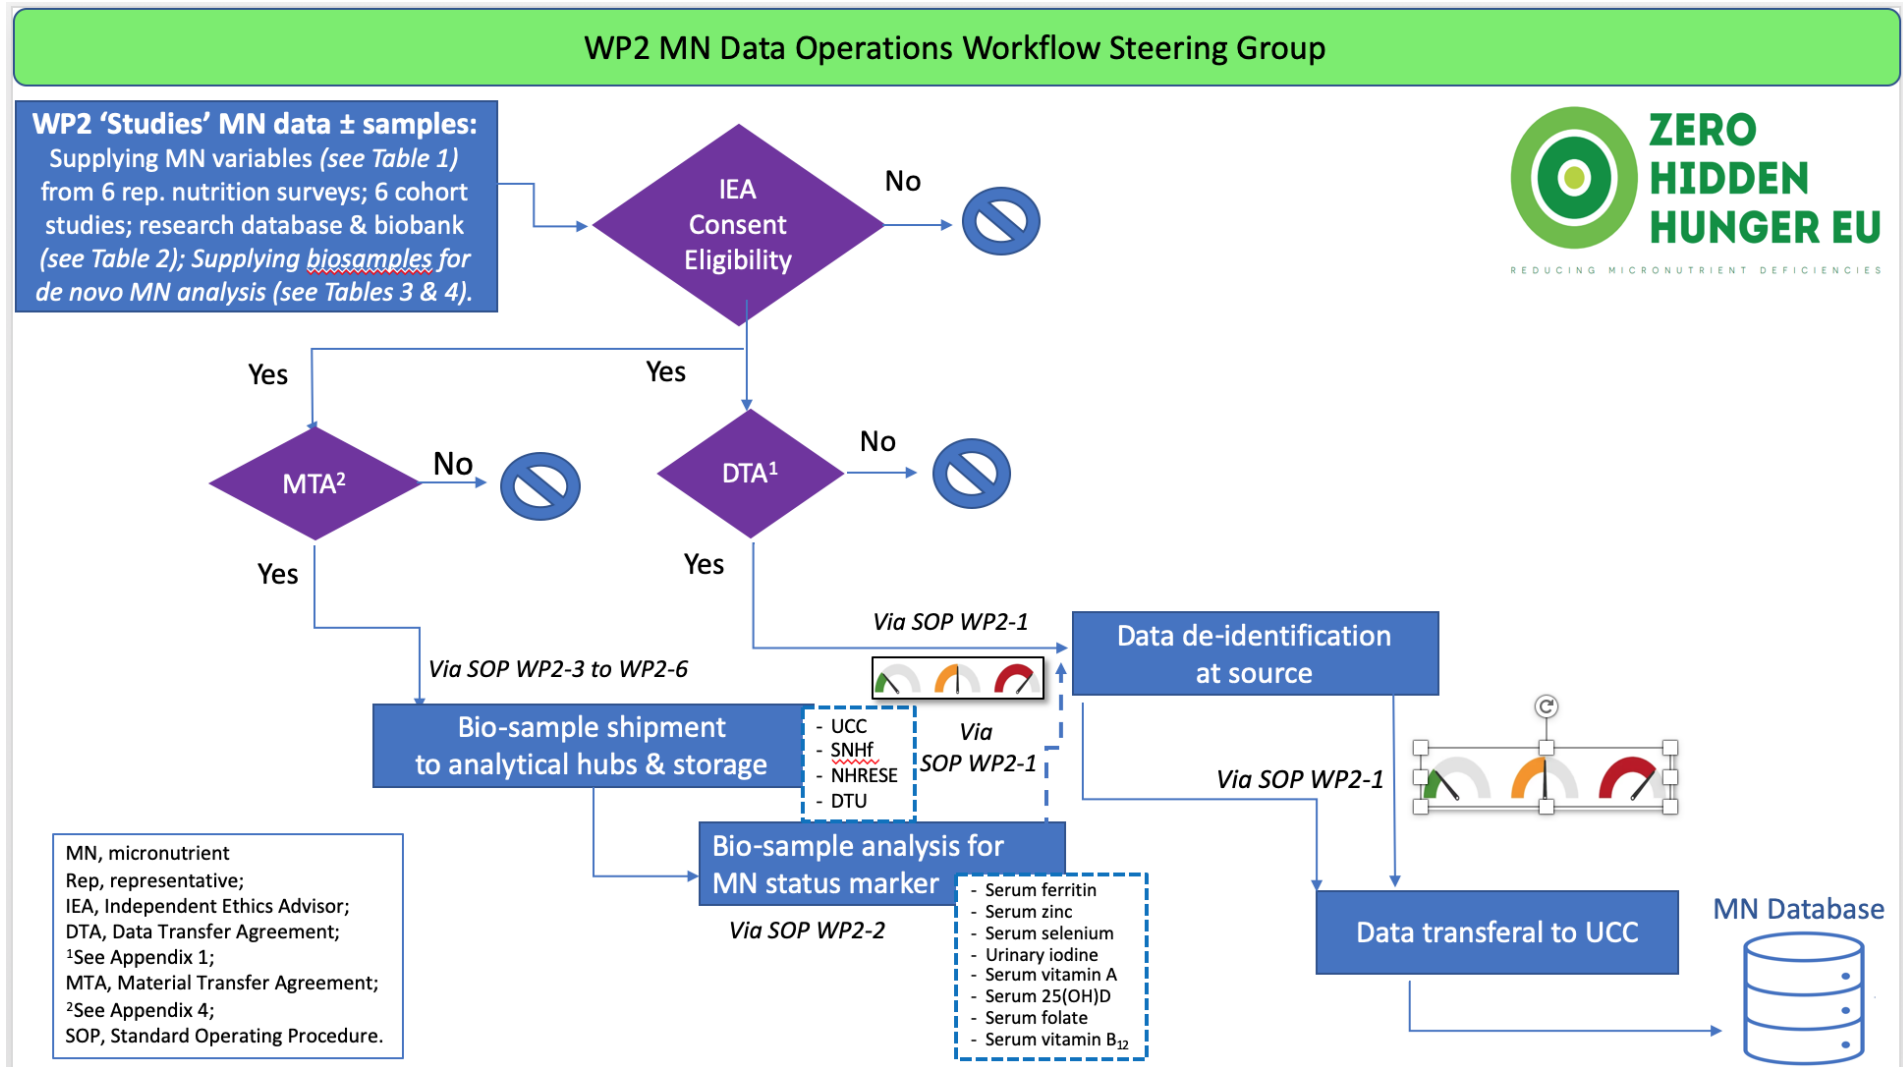 WP2 MN Data Operations Workflow Steering Group
WP2 ‘Studies’ MN data ± samples:
Supplying MN variables (see Table 1)
from 6 rep. nutrition surveys; 6 cohort
studies; research database & biobank
(see Table 2); Supplying biosamples for
de novo MN analysis (see Tables 3 & 4).
IEA
Consent
Eligibility
No
ZERO
HIDDEN
HUNGER EU
REDUCING MICRONUTRIENT DEFICIENCIES
Yes
Yes
MTA²
No
DTA¹
No
Yes
Yes
Via SOP WP2-3 to WP2-6
Via SOP WP2-1
Data de-identification
at source
Bio-sample shipment
to analytical hubs & storage
- UCC
- SNHf
- NHRESE
- DTU
Via
SOP WP2-1
Via SOP WP2-1
Bio-sample analysis for
MN status marker
Via SOP WP2-2
- Serum ferritin
- Serum zinc
- Serum selenium
- Urinary iodine
- Serum vitamin A
- Serum 25(OH)D
- Serum folate
- Serum vitamin B₁₂
Data transferal to UCC
MN Database
MN, micronutrient
Rep, representative;
IEA, Independent Ethics Advisor;
DTA, Data Transfer Agreement;
¹See Appendix 1;
MTA, Material Transfer Agreement;
²See Appendix 4;
SOP, Standard Operating Procedure.